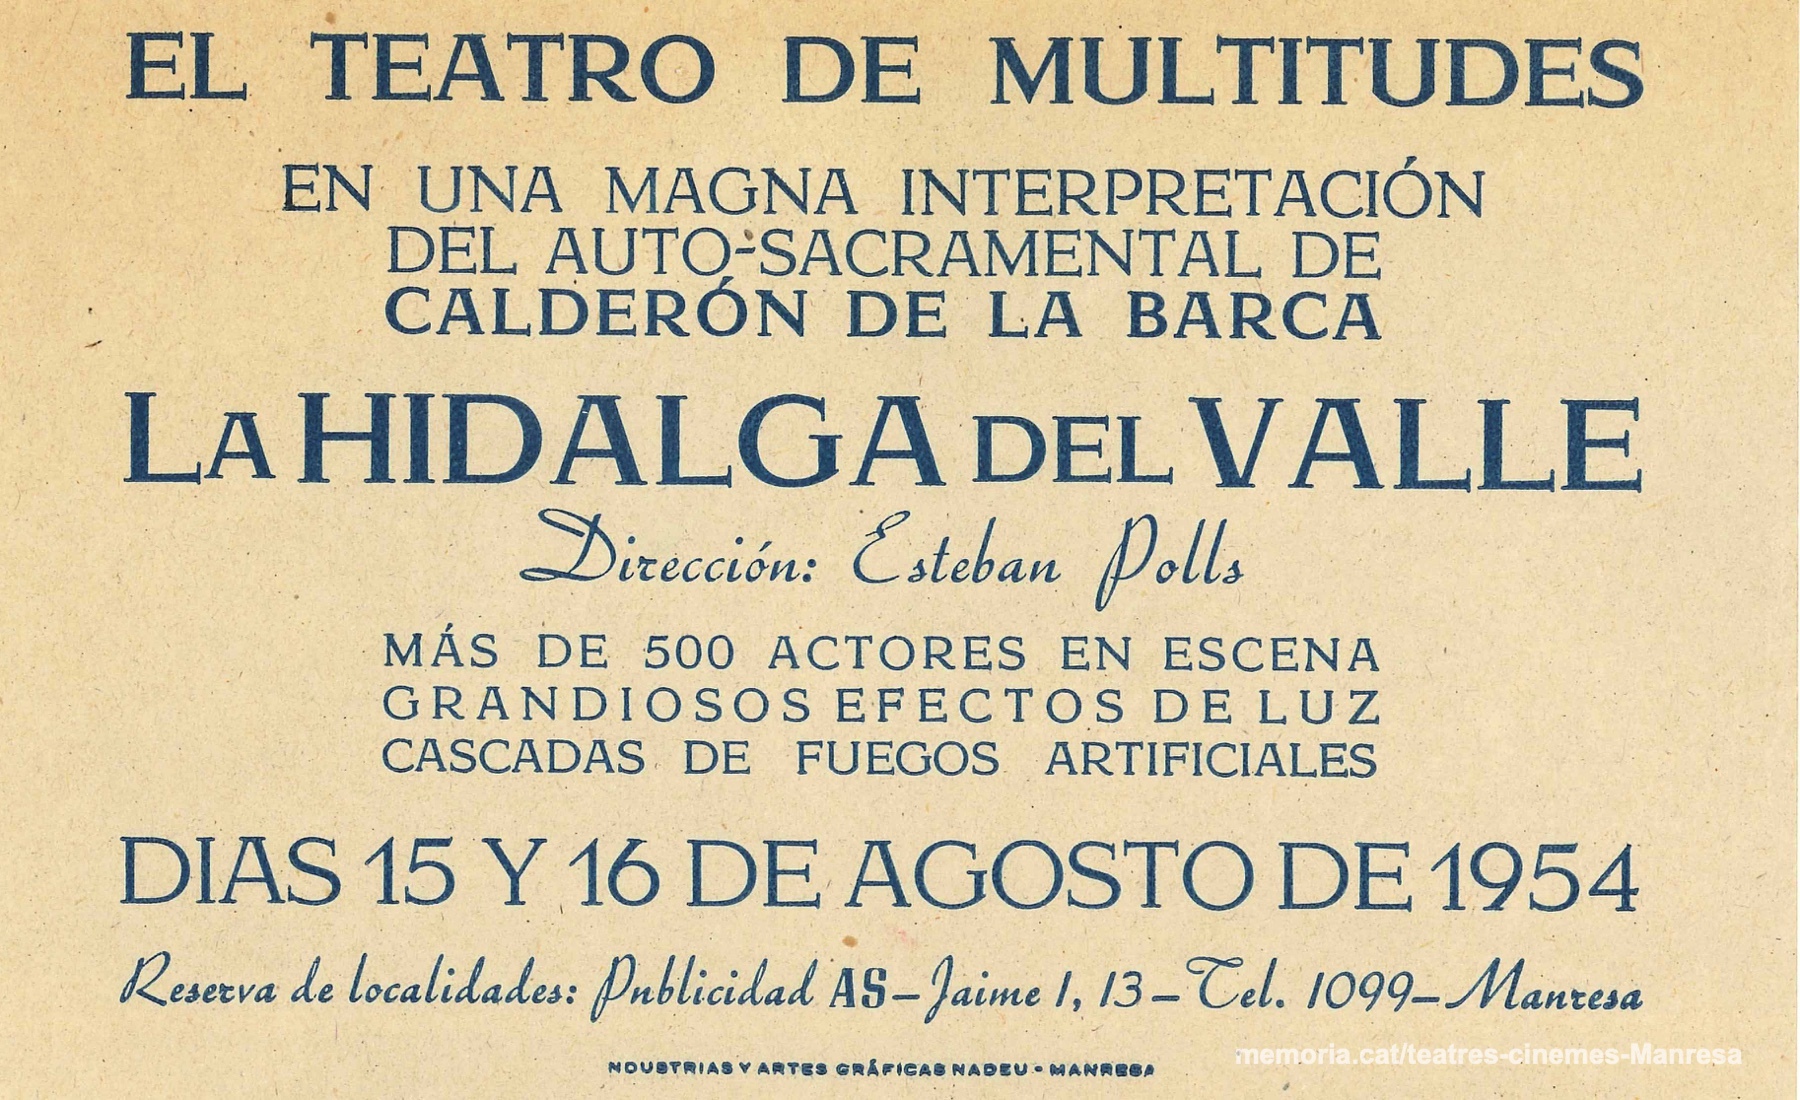 EL TEATRO DE MULTITUDES
EN UNA MAGNA INTERPRETACIÓN
DEL AUTO-SACRAMENTAL DE
CALDERÓN DE LA BARCA
LA HIDALGA DEL VALLE
Dirección: Esteban Polls
MÁS DE 500 ACTORES EN ESCENA
GRANDIOSOS EFECTOS DE LUZ
CASCADAS DE FUEGOS ARTIFICIALES
DIAS 15 Y 16 DE AGOSTO DE 1954
Reserva de localidades: Publicidad AS – Jaime 1, 13 – Tel. 1099 – Manresa
NDUSTRIAS Y ARTES GRÁFICAS NADEU - MANRESA
memoria.cat/teatres-cinemes-Manresa